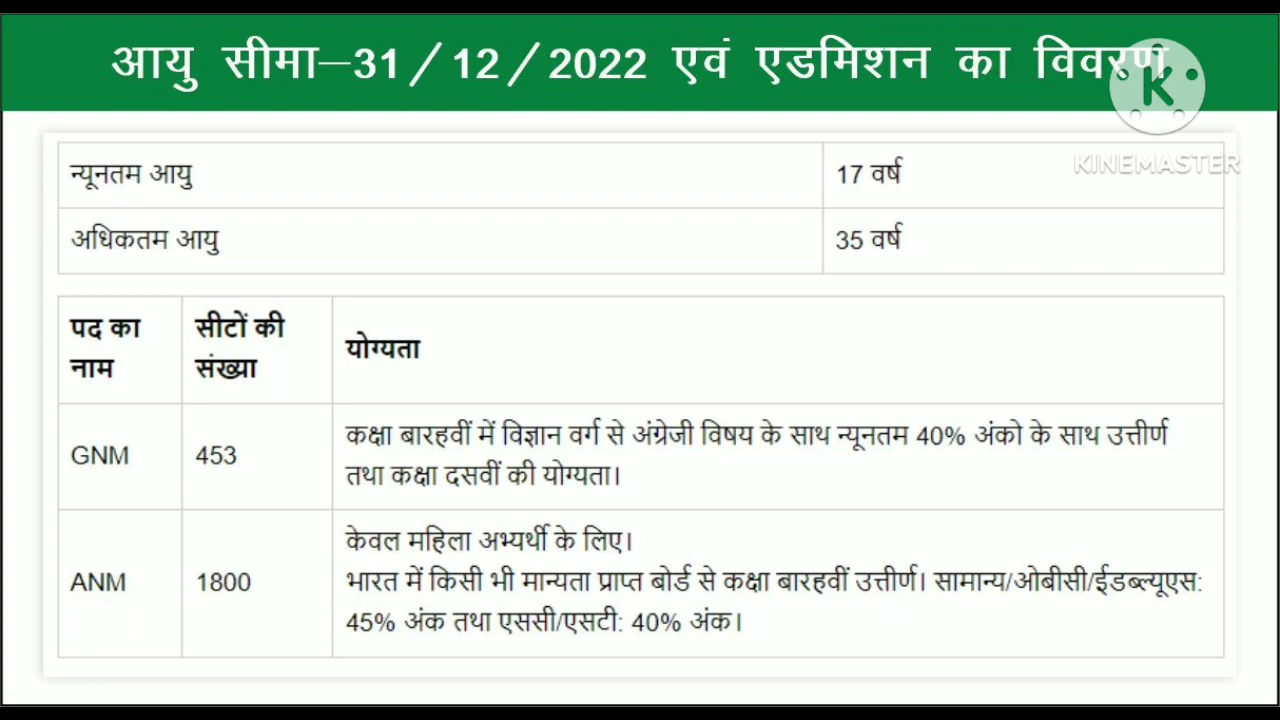 आयु सीमा–31/12/2022 एवं एडमिशन का विवरण
K
KINEMASTER
न्यूनतम आयु 17 वर्ष
अधिकतम आयु 35 वर्ष
पद का नाम सीटों की संख्या योग्यता
GNM 453 कक्षा बारहवीं में विज्ञान वर्ग से अंग्रेजी विषय के साथ न्यूनतम 40% अंको के साथ उत्तीर्ण
तथा कक्षा दसवीं की योग्यता।
केवल महिला अभ्यर्थी के लिए।
ANM 1800 भारत में किसी भी मान्यता प्राप्त बोर्ड से कक्षा बारहवीं उत्तीर्ण। सामान्य/ओबीसी/ईडब्ल्यूएस:
45% अंक तथा एससी/एसटी: 40% अंक।